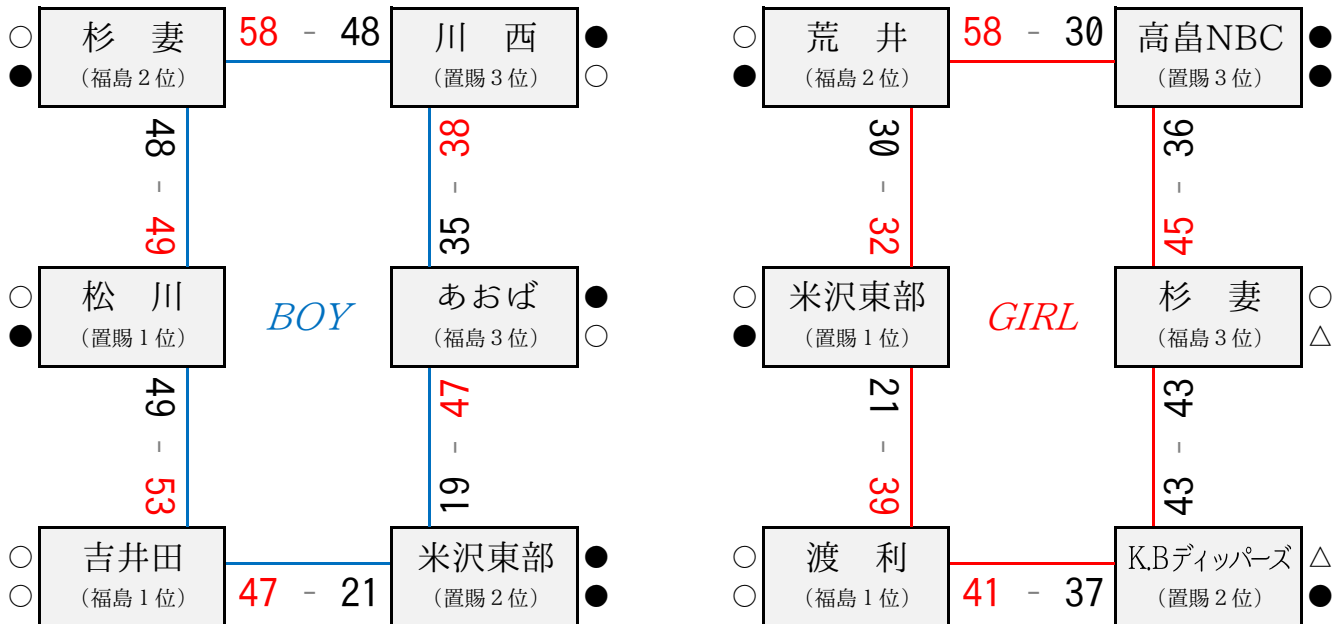 ○ 杉　妻 58 - 48 川　西 ●
● （福島２位） （置賜３位） ○
48 - 49
38 - 35
○ 松　川 BOY あおば ●
● （置賜１位） （福島３位） ○
49 - 53
47 - 19
○ 吉井田 米沢東部 ●
○ （福島１位） 47 - 21 （置賜２位） ●
○ 荒　井 58 - 30 高畠NBC ●
● （福島２位） （置賜３位） ●
30 - 32
36 - 45
○ 米沢東部 GIRL 杉　妻 ○
● （置賜１位） （福島３位） △
21 - 39
43 - 43
○ 渡　利 K.Bディッパーズ △
○ （福島１位） 41 - 37 （置賜２位） ●